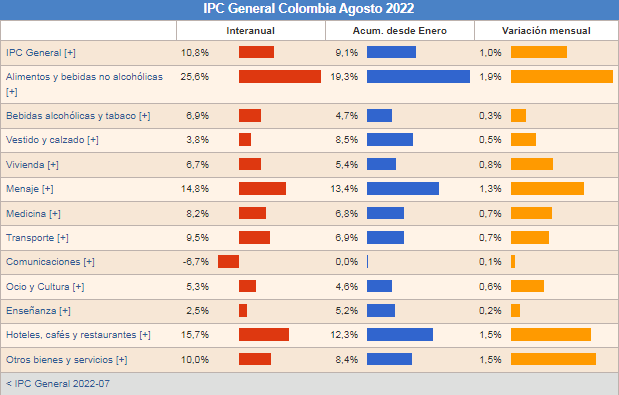 IPC General Colombia Agosto 2022
Interanual Acum. desde Enero Variación mensual
IPC General [+] 10,8% 9,1% 1,0%
Alimentos y bebidas no alcohólicas 25,6% 19,3% 1,9%
[+]
Bebidas alcohólicas y tabaco [+] 6,9% 4,7% 0,3%
Vestido y calzado [+] 3,8% 8,5% 0,5%
Vivienda [+] 6,7% 5,4% 0,8%
Menaje [+] 14,8% 13,4% 1,3%
Medicina [+] 8,2% 6,8% 0,7%
Transporte [+] 9,5% 6,9% 0,7%
Comunicaciones [+] -6,7% 0,0% 0,1%
Ocio y Cultura [+] 5,3% 4,6% 0,6%
Enseñanza [+] 2,5% 5,2% 0,2%
Hoteles, cafés y restaurantes [+] 15,7% 12,3% 1,5%
Otros bienes y servicios [+] 10,0% 8,4% 1,5%
< IPC General 2022-07